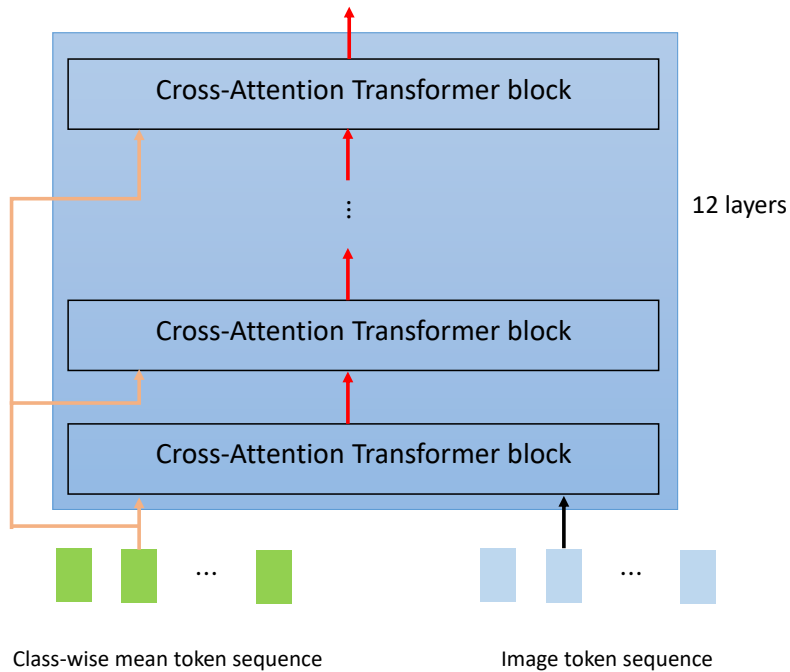 Cross-Attention Transformer block
12 layers
...
Cross-Attention Transformer block
Cross-Attention Transformer block
... ...
Class-wise mean token sequence Image token sequence